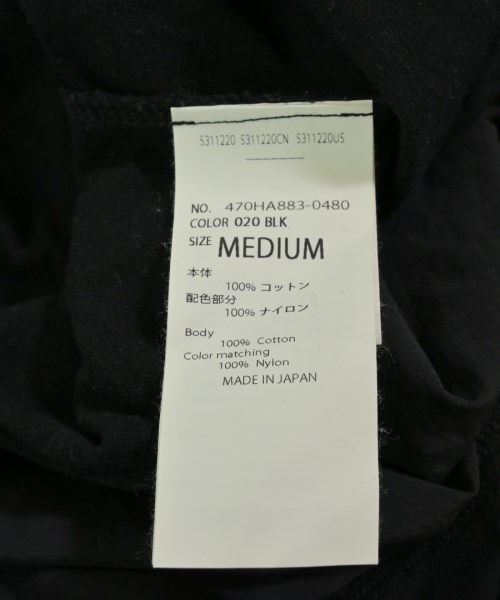 S311220 S311220CN S311220US
NO. 470HA883-0480
COLOR 020 BLK
SIZE MEDIUM
本体
100% コットン
配色部分
100% ナイロン
Body
100% Cotton
Color matching
100% Nylon
MADE IN JAPAN